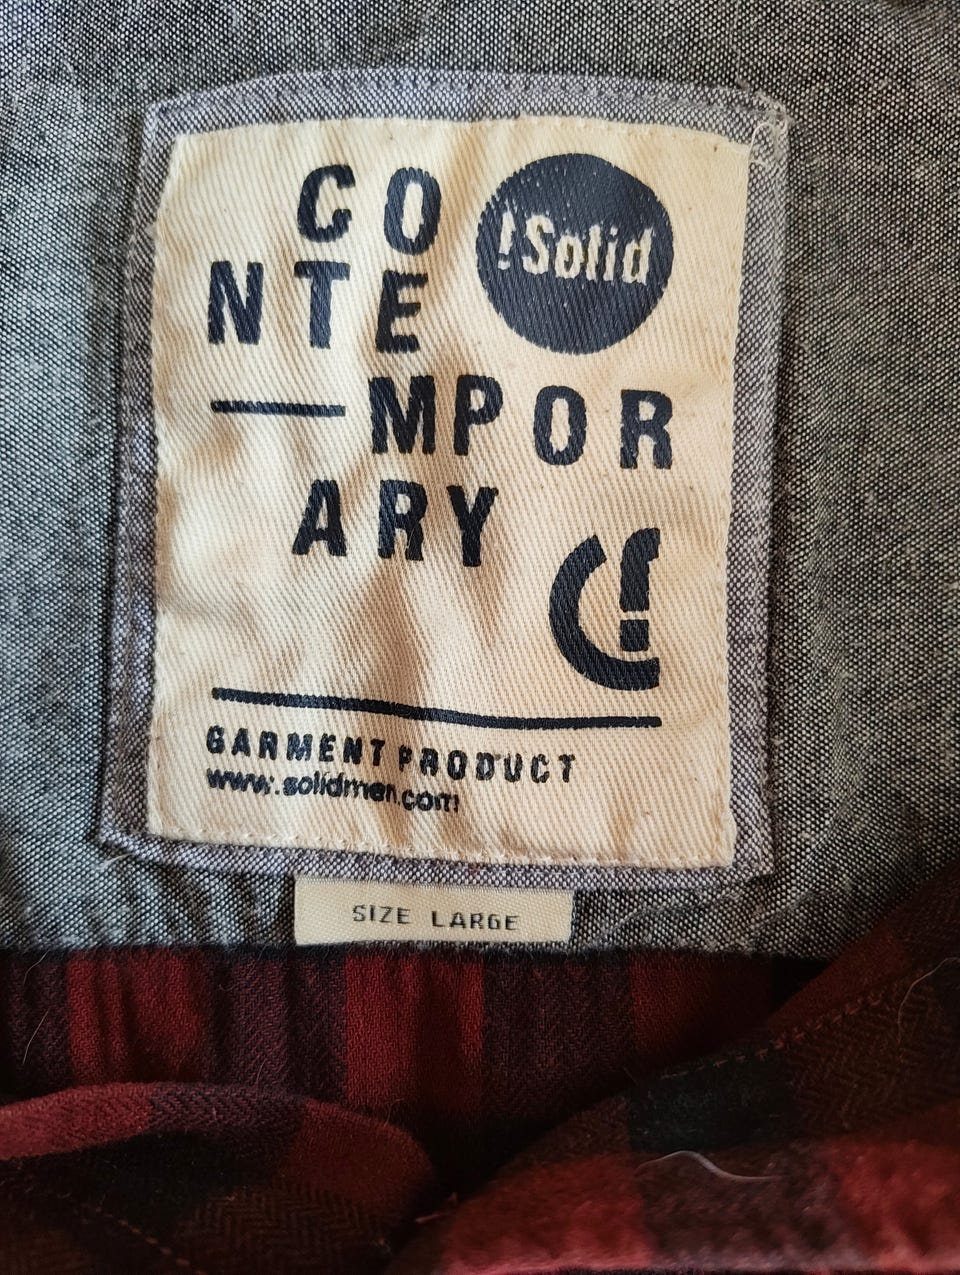 CO
!Solid
NTE
— MPOR
ARY
GARMENT PRODUCT
www.solidmen.com
SIZE LARGE